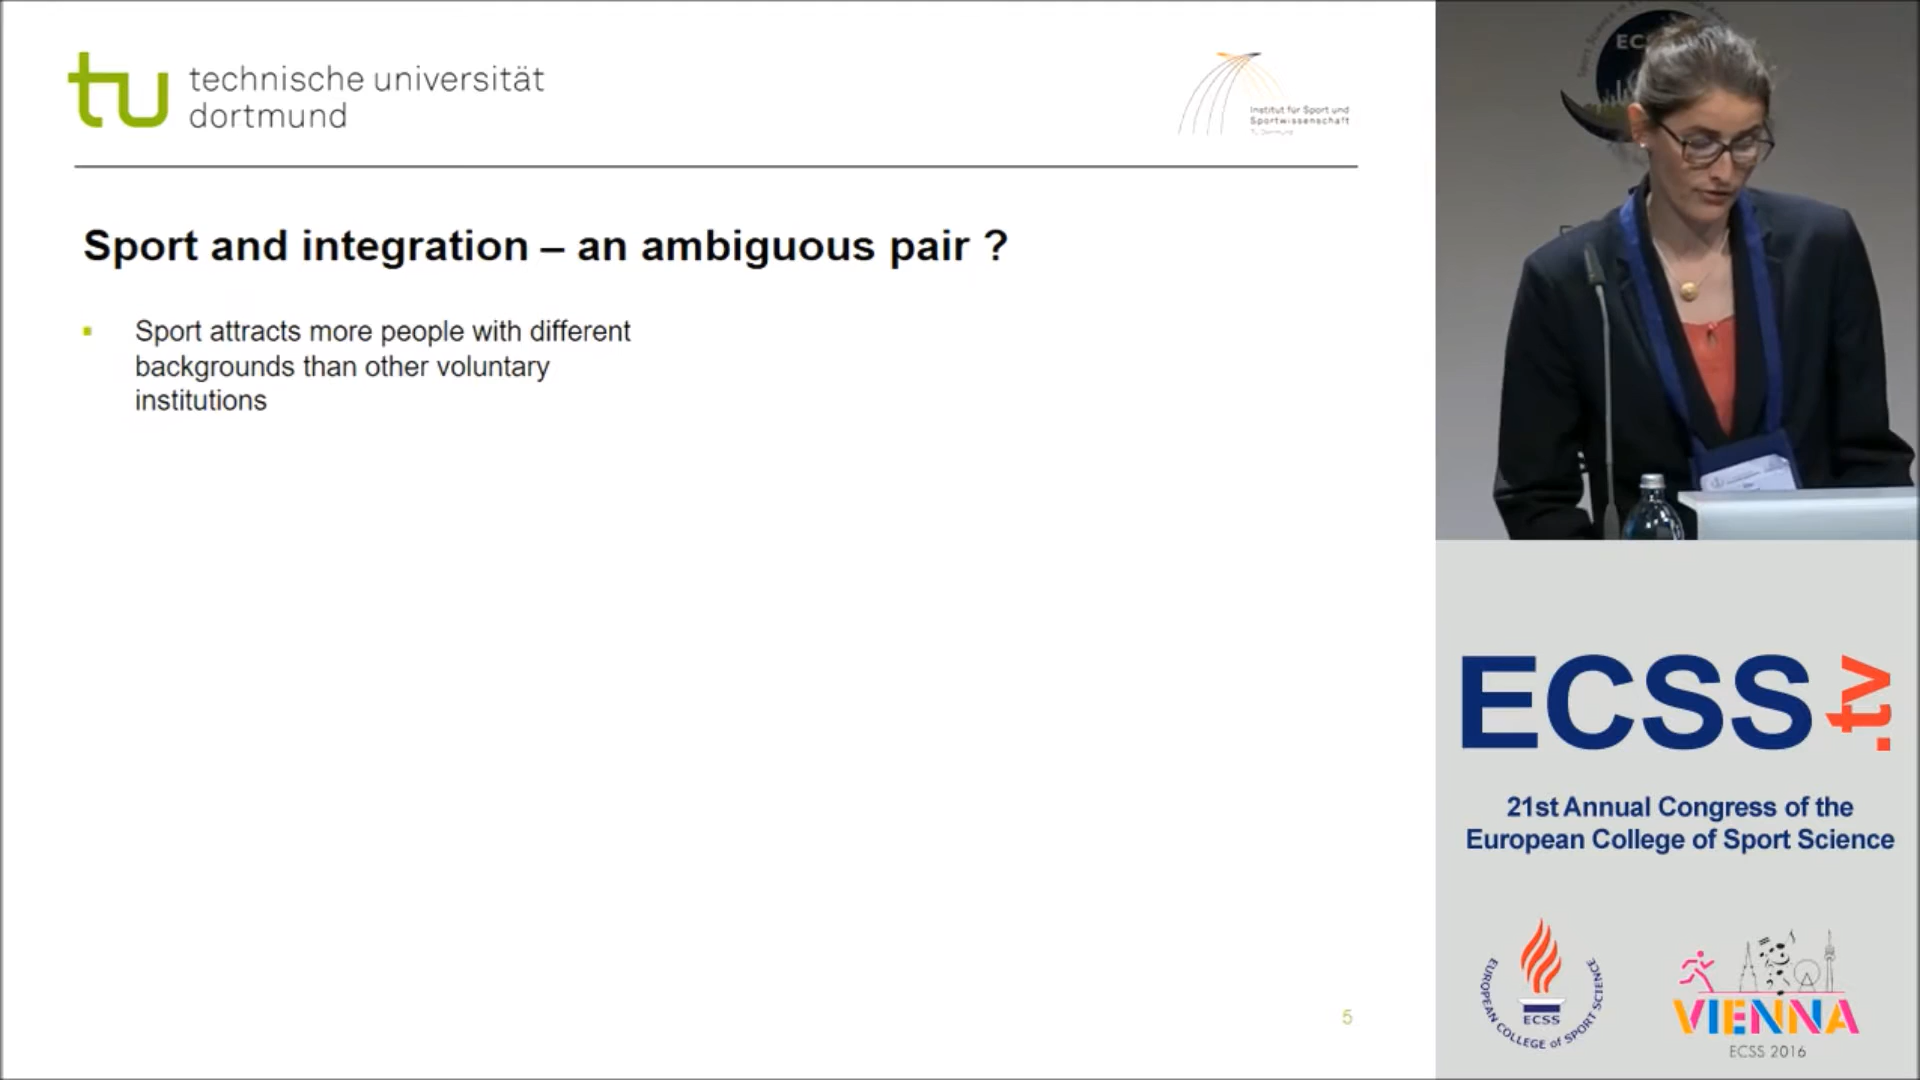 technische universität
dortmund
Institut für Sport und
Sportwissenschaft
TU Dortmund
Sport and integration – an ambiguous pair ?
▪ Sport attracts more people with different
backgrounds than other voluntary
institutions
5
ECSS.tv
21st Annual Congress of the
European College of Sport Science
EUROPEAN COLLEGE of SPORT SCIENCE
ECSS
VIENNA
ECSS 2016